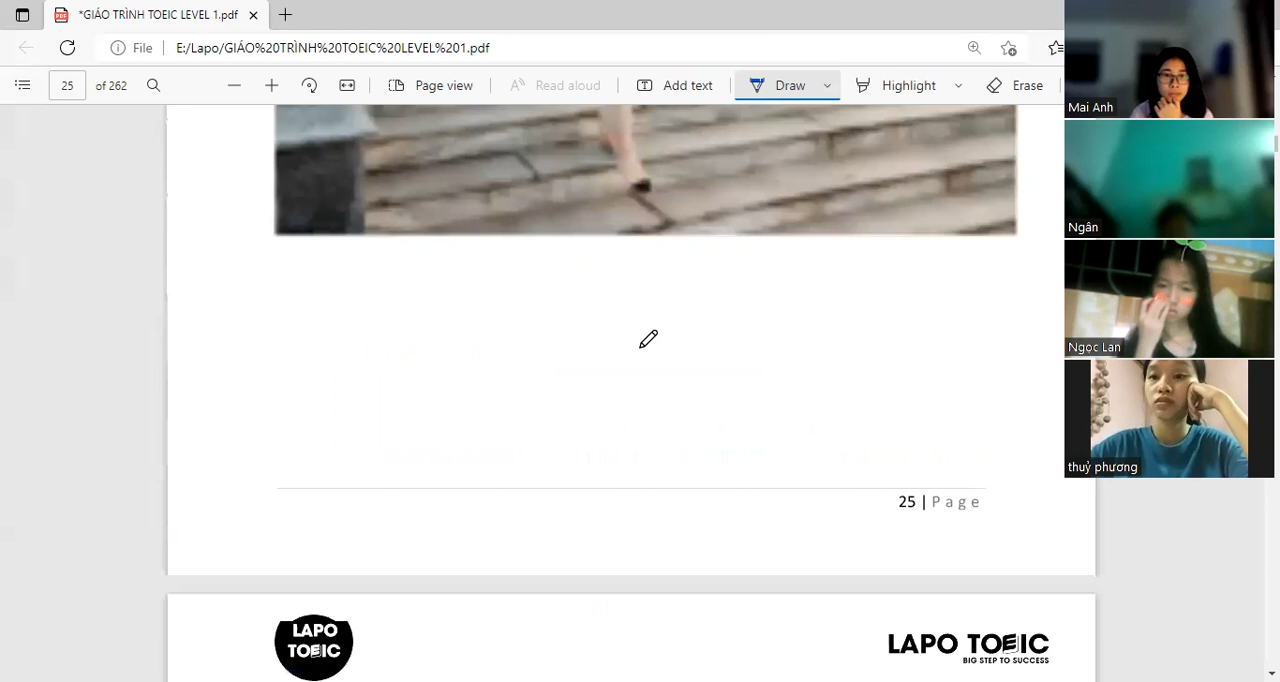 *GIÁO TRÌNH TOEIC LEVEL 1.pdf
File E:/Lapo/GIÁO%20TRÌNH%20TOEIC%20LEVEL%201.pdf
25 of 262 Page view Read aloud Add text Draw Highlight Erase
Mai Anh
Ngân
Ngọc Lan
thuỷ phương
25 | Page
LAPO
TOEIC
LAPO TOEIC
BIG STEP TO SUCCESS